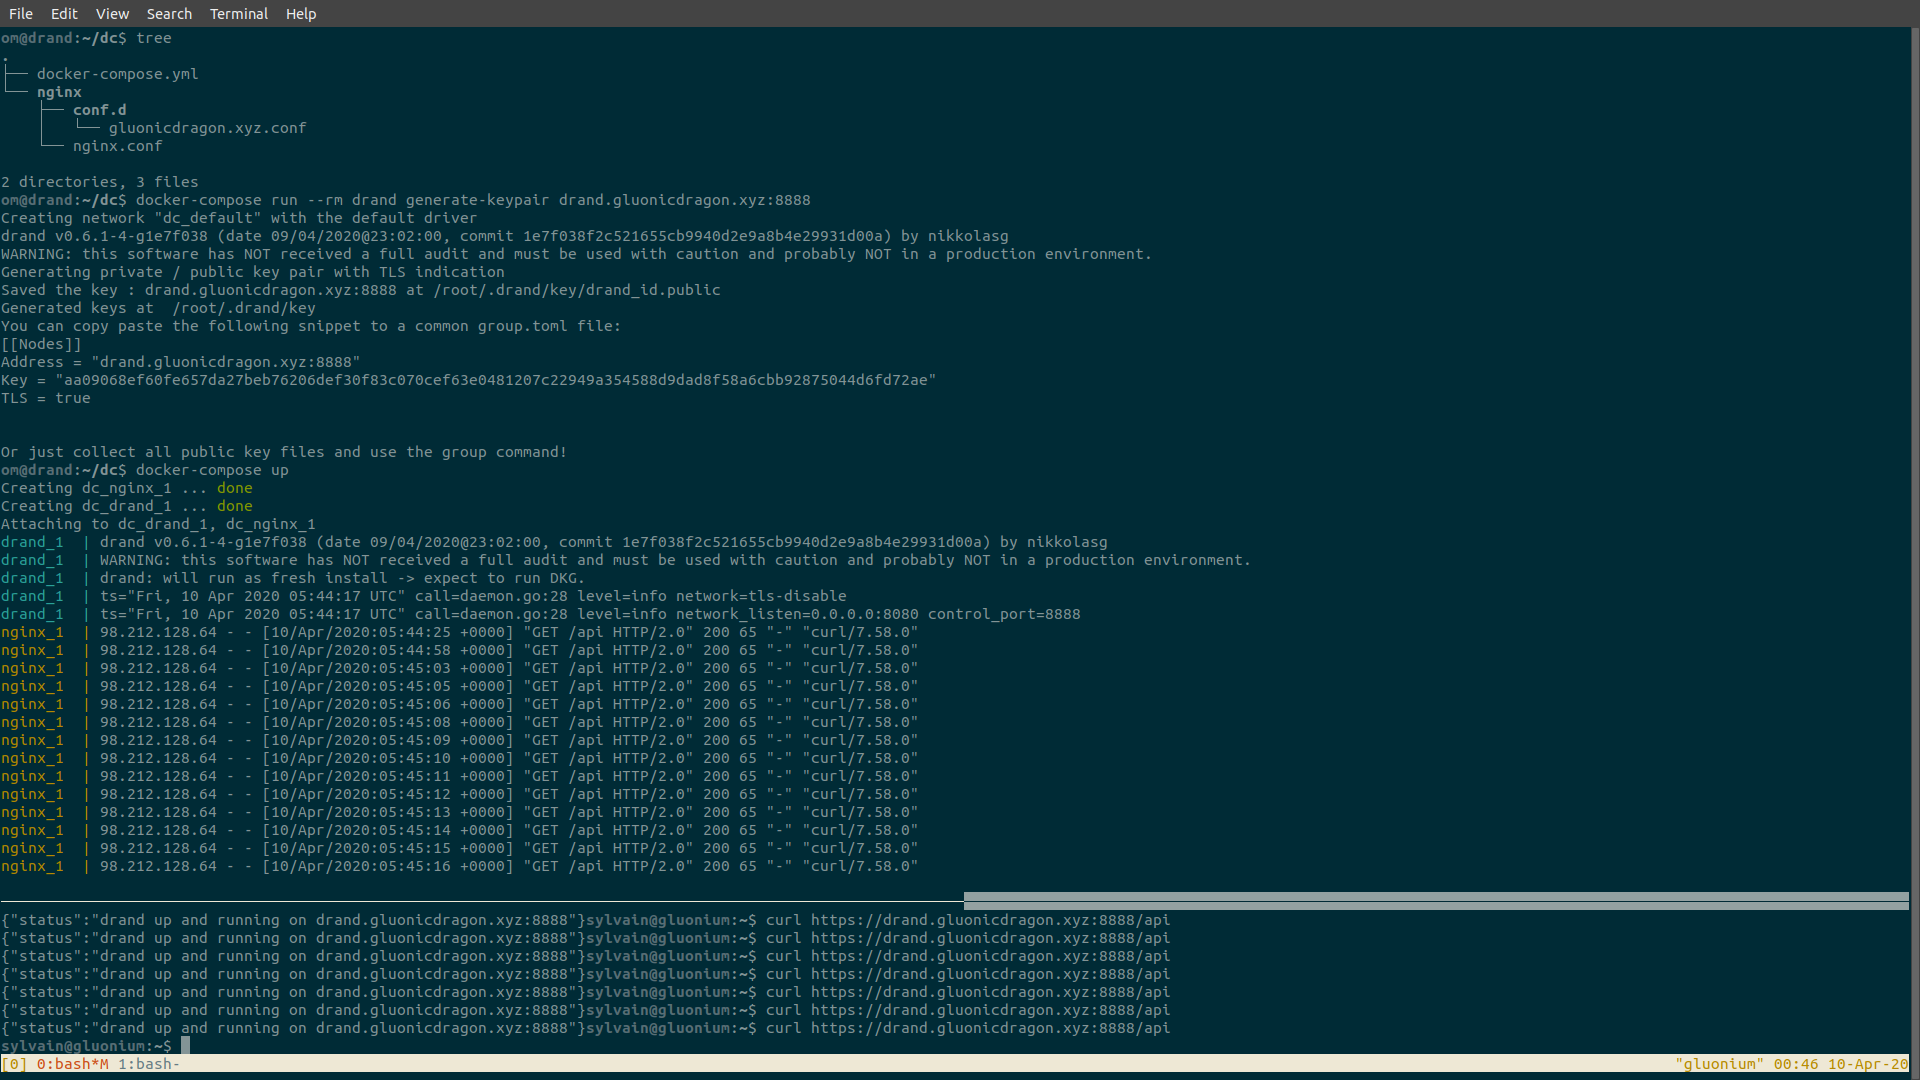 File Edit View Search Terminal Help
om@drand:~/dc$ tree
.
├── docker-compose.yml
└── nginx
    ├── conf.d
    │   └── gluonicdragon.xyz.conf
    └── nginx.conf
2 directories, 3 files
om@drand:~/dc$ docker-compose run --rm drand generate-keypair drand.gluonicdragon.xyz:8888
Creating network "dc_default" with the default driver
drand v0.6.1-4-g1e7f038 (date 09/04/2020@23:02:00, commit 1e7f038f2c521655cb9940d2e9a8b4e29931d00a) by nikkolasg
WARNING: this software has NOT received a full audit and must be used with caution and probably NOT in a production environment.
Generating private / public key pair with TLS indication
Saved the key : drand.gluonicdragon.xyz:8888 at /root/.drand/key/drand_id.public
Generated keys at  /root/.drand/key
You can copy paste the following snippet to a common group.toml file:
[[Nodes]]
Address = "drand.gluonicdragon.xyz:8888"
Key = "aa09068ef60fe657da27beb76206def30f83c070cef63e0481207c22949a354588d9dad8f58a6cbb92875044d6fd72ae"
TLS = true
Or just collect all public key files and use the group command!
om@drand:~/dc$ docker-compose up
Creating dc_nginx_1 ... done
Creating dc_drand_1 ... done
Attaching to dc_drand_1, dc_nginx_1
drand_1  | drand v0.6.1-4-g1e7f038 (date 09/04/2020@23:02:00, commit 1e7f038f2c521655cb9940d2e9a8b4e29931d00a) by nikkolasg
drand_1  | WARNING: this software has NOT received a full audit and must be used with caution and probably NOT in a production environment.
drand_1  | drand: will run as fresh install -> expect to run DKG.
drand_1  | ts="Fri, 10 Apr 2020 05:44:17 UTC" call=daemon.go:28 level=info network=tls-disable
drand_1  | ts="Fri, 10 Apr 2020 05:44:17 UTC" call=daemon.go:28 level=info network_listen=0.0.0.0:8080 control_port=8888
nginx_1  | 98.212.128.64 - - [10/Apr/2020:05:44:25 +0000] "GET /api HTTP/2.0" 200 65 "-" "curl/7.58.0"
nginx_1  | 98.212.128.64 - - [10/Apr/2020:05:44:58 +0000] "GET /api HTTP/2.0" 200 65 "-" "curl/7.58.0"
nginx_1  | 98.212.128.64 - - [10/Apr/2020:05:45:03 +0000] "GET /api HTTP/2.0" 200 65 "-" "curl/7.58.0"
nginx_1  | 98.212.128.64 - - [10/Apr/2020:05:45:05 +0000] "GET /api HTTP/2.0" 200 65 "-" "curl/7.58.0"
nginx_1  | 98.212.128.64 - - [10/Apr/2020:05:45:06 +0000] "GET /api HTTP/2.0" 200 65 "-" "curl/7.58.0"
nginx_1  | 98.212.128.64 - - [10/Apr/2020:05:45:08 +0000] "GET /api HTTP/2.0" 200 65 "-" "curl/7.58.0"
nginx_1  | 98.212.128.64 - - [10/Apr/2020:05:45:09 +0000] "GET /api HTTP/2.0" 200 65 "-" "curl/7.58.0"
nginx_1  | 98.212.128.64 - - [10/Apr/2020:05:45:10 +0000] "GET /api HTTP/2.0" 200 65 "-" "curl/7.58.0"
nginx_1  | 98.212.128.64 - - [10/Apr/2020:05:45:11 +0000] "GET /api HTTP/2.0" 200 65 "-" "curl/7.58.0"
nginx_1  | 98.212.128.64 - - [10/Apr/2020:05:45:12 +0000] "GET /api HTTP/2.0" 200 65 "-" "curl/7.58.0"
nginx_1  | 98.212.128.64 - - [10/Apr/2020:05:45:13 +0000] "GET /api HTTP/2.0" 200 65 "-" "curl/7.58.0"
nginx_1  | 98.212.128.64 - - [10/Apr/2020:05:45:14 +0000] "GET /api HTTP/2.0" 200 65 "-" "curl/7.58.0"
nginx_1  | 98.212.128.64 - - [10/Apr/2020:05:45:15 +0000] "GET /api HTTP/2.0" 200 65 "-" "curl/7.58.0"
nginx_1  | 98.212.128.64 - - [10/Apr/2020:05:45:16 +0000] "GET /api HTTP/2.0" 200 65 "-" "curl/7.58.0"
{"status":"drand up and running on drand.gluonicdragon.xyz:8888"}sylvain@gluonium:~$ curl https://drand.gluonicdragon.xyz:8888/api
{"status":"drand up and running on drand.gluonicdragon.xyz:8888"}sylvain@gluonium:~$ curl https://drand.gluonicdragon.xyz:8888/api
{"status":"drand up and running on drand.gluonicdragon.xyz:8888"}sylvain@gluonium:~$ curl https://drand.gluonicdragon.xyz:8888/api
{"status":"drand up and running on drand.gluonicdragon.xyz:8888"}sylvain@gluonium:~$ curl https://drand.gluonicdragon.xyz:8888/api
{"status":"drand up and running on drand.gluonicdragon.xyz:8888"}sylvain@gluonium:~$ curl https://drand.gluonicdragon.xyz:8888/api
{"status":"drand up and running on drand.gluonicdragon.xyz:8888"}sylvain@gluonium:~$ curl https://drand.gluonicdragon.xyz:8888/api
{"status":"drand up and running on drand.gluonicdragon.xyz:8888"}sylvain@gluonium:~$ curl https://drand.gluonicdragon.xyz:8888/api
sylvain@gluonium:~$
[0] 0:bash*M 1:bash- "gluonium" 00:46 10-Apr-20